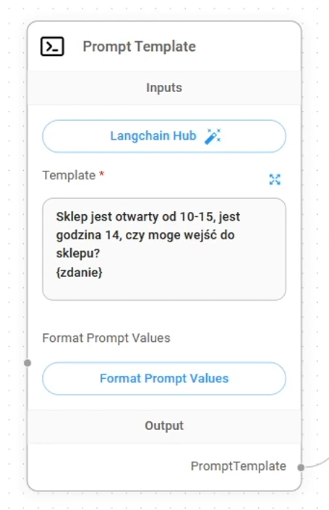 Prompt Template
Inputs
Langchain Hub
Template *
Sklep jest otwarty od 10-15, jest
godzina 14, czy moge wejść do
sklepu?
{zdanie}
Format Prompt Values
Format Prompt Values
Output
PromptTemplate